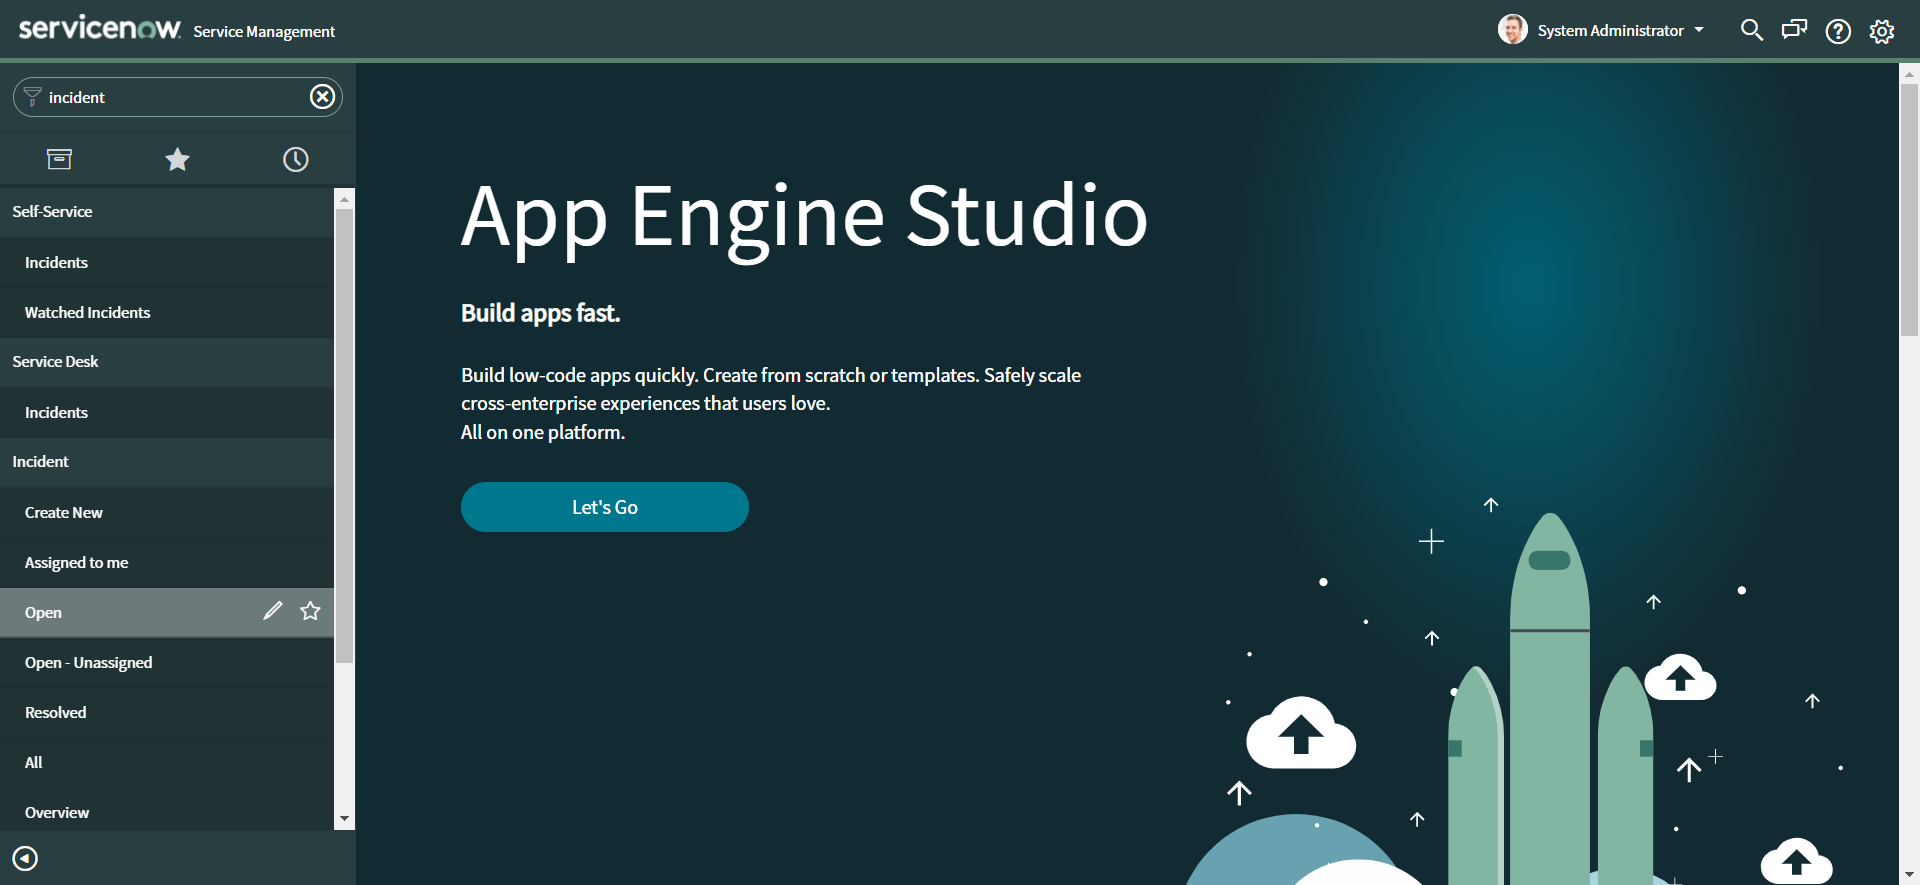 servicenow. Service Management
System Administrator
incident
Self-Service
Incidents
Watched Incidents
Service Desk
Incidents
Incident
Create New
Assigned to me
Open
Open - Unassigned
Resolved
All
Overview
App Engine Studio
Build apps fast.
Build low-code apps quickly. Create from scratch or templates. Safely scale
cross-enterprise experiences that users love.
All on one platform.
Let's Go